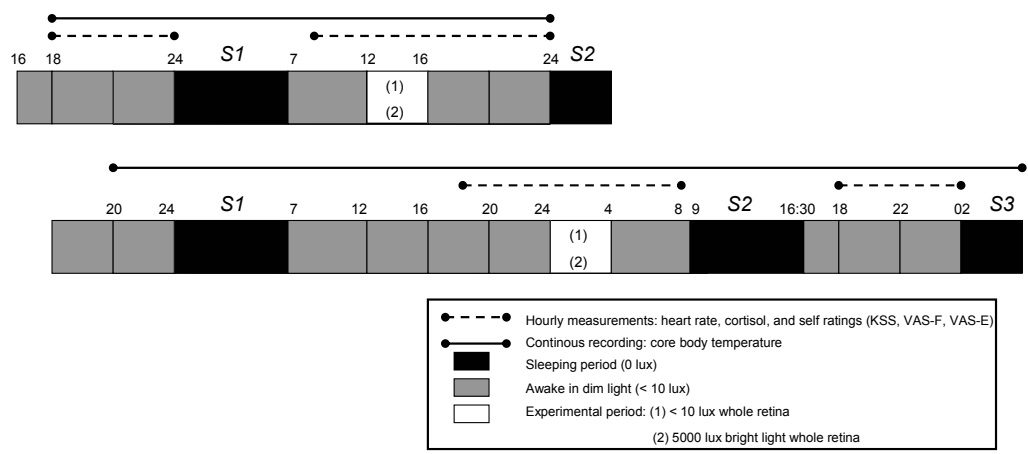 16 18 24 S1 7 12 16 24 S2
(1)
(2)
20 24 S1 7 12 16 20 24 4 8 9 S2 16:30 18 22 02 S3
(1)
(2)
Hourly measurements: heart rate, cortisol, and self ratings (KSS, VAS-F, VAS-E)
Continous recording: core body temperature
Sleeping period (0 lux)
Awake in dim light (< 10 lux)
Experimental period: (1) < 10 lux whole retina
(2) 5000 lux bright light whole retina